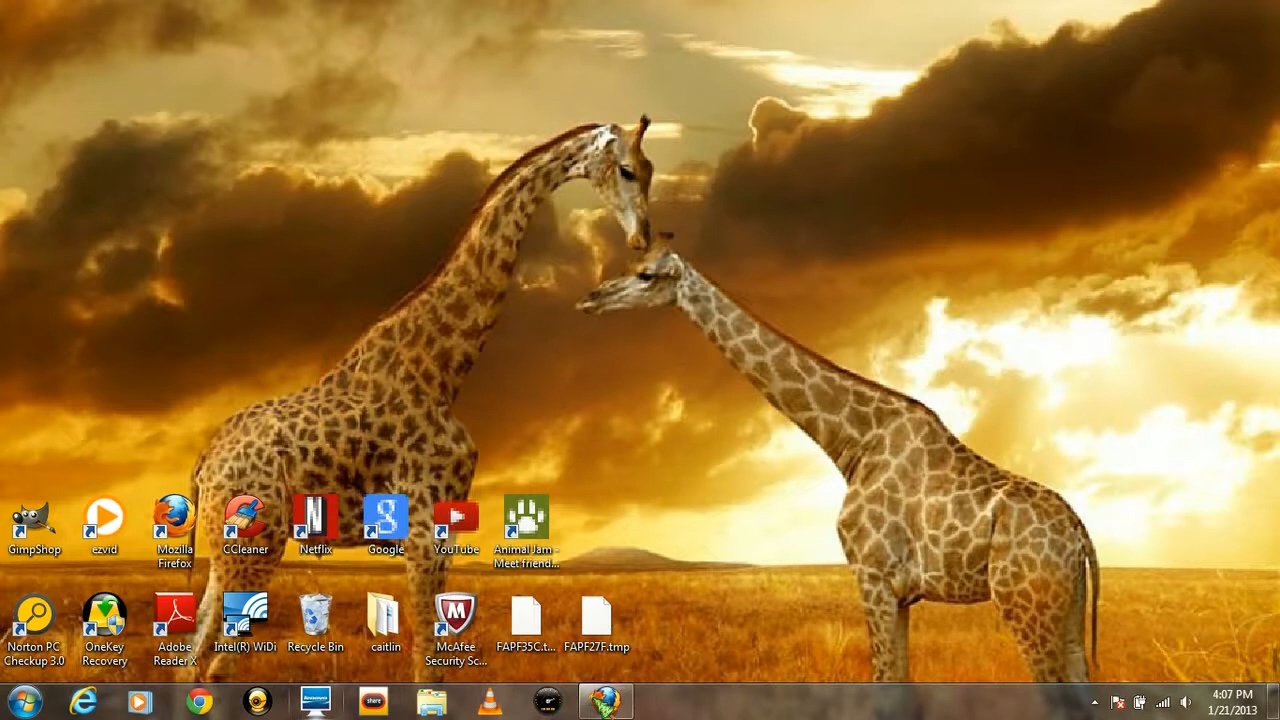 GimpShop
ezvid
Mozilla
Firefox
CCleaner
Netflix
Google
YouTube
Animal Jam -
Meet friend...
Norton PC
Checkup 3.0
OneKey
Recovery
Adobe
Reader X
Intel(R) WiDi
Recycle Bin
caitlin
McAfee
Security Sc...
FAPF35C.t...
FAPF27F.tmp
share
4:07 PM
1/21/2013